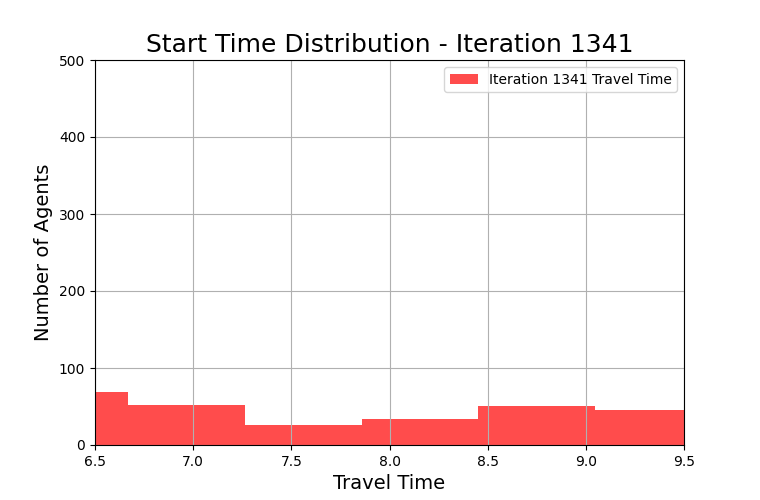 Start Time Distribution - Iteration 1341
Iteration 1341 Travel Time
500
400
300
200
100
0
Number of Agents
6.5 7.0 7.5 8.0 8.5 9.0 9.5
Travel Time